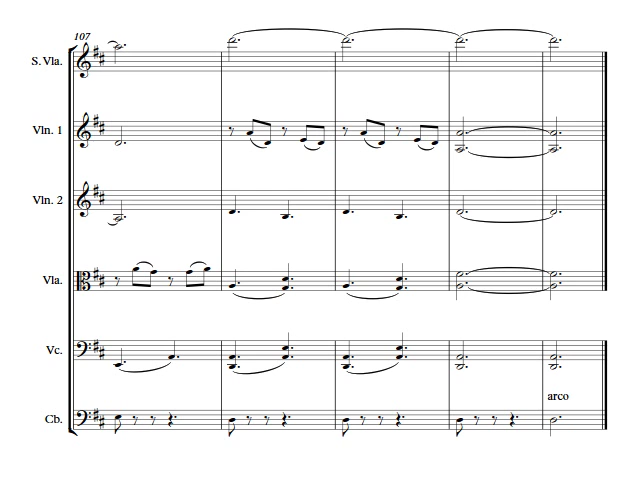 107
S. Vla.
Vln. 1
Vln. 2
Vla.
Vc.
arco
Cb.